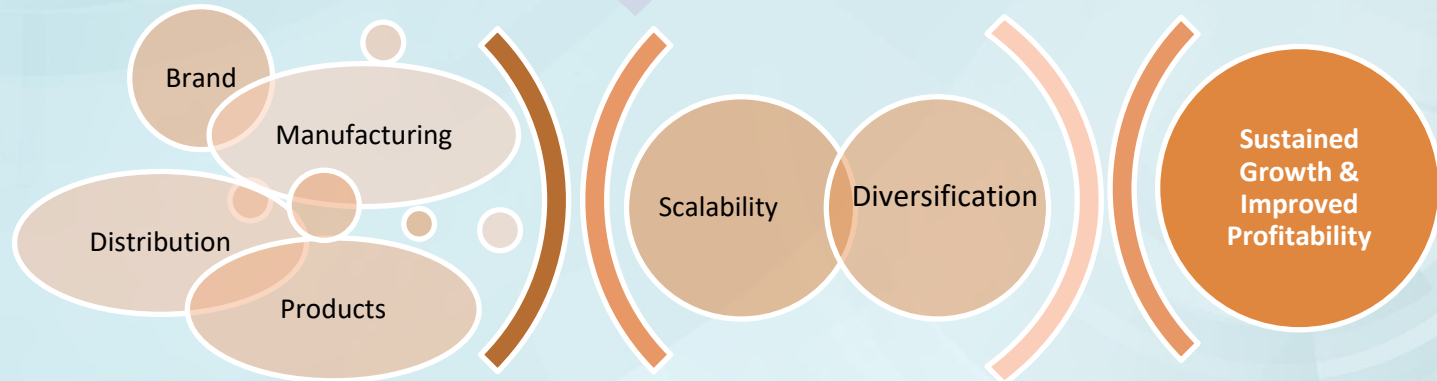 Brand
Manufacturing
Distribution
Products
Scalability
Diversification
Sustained
Growth &
Improved
Profitability